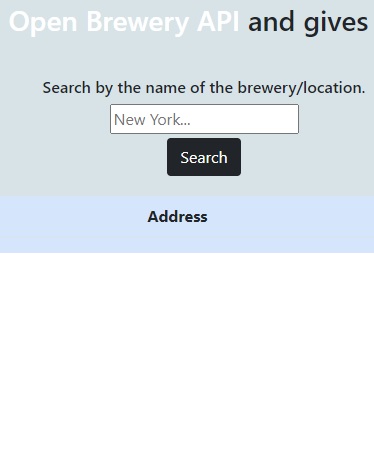 Open Brewery API and gives
Search by the name of the brewery/location.
New York...
Search
Address